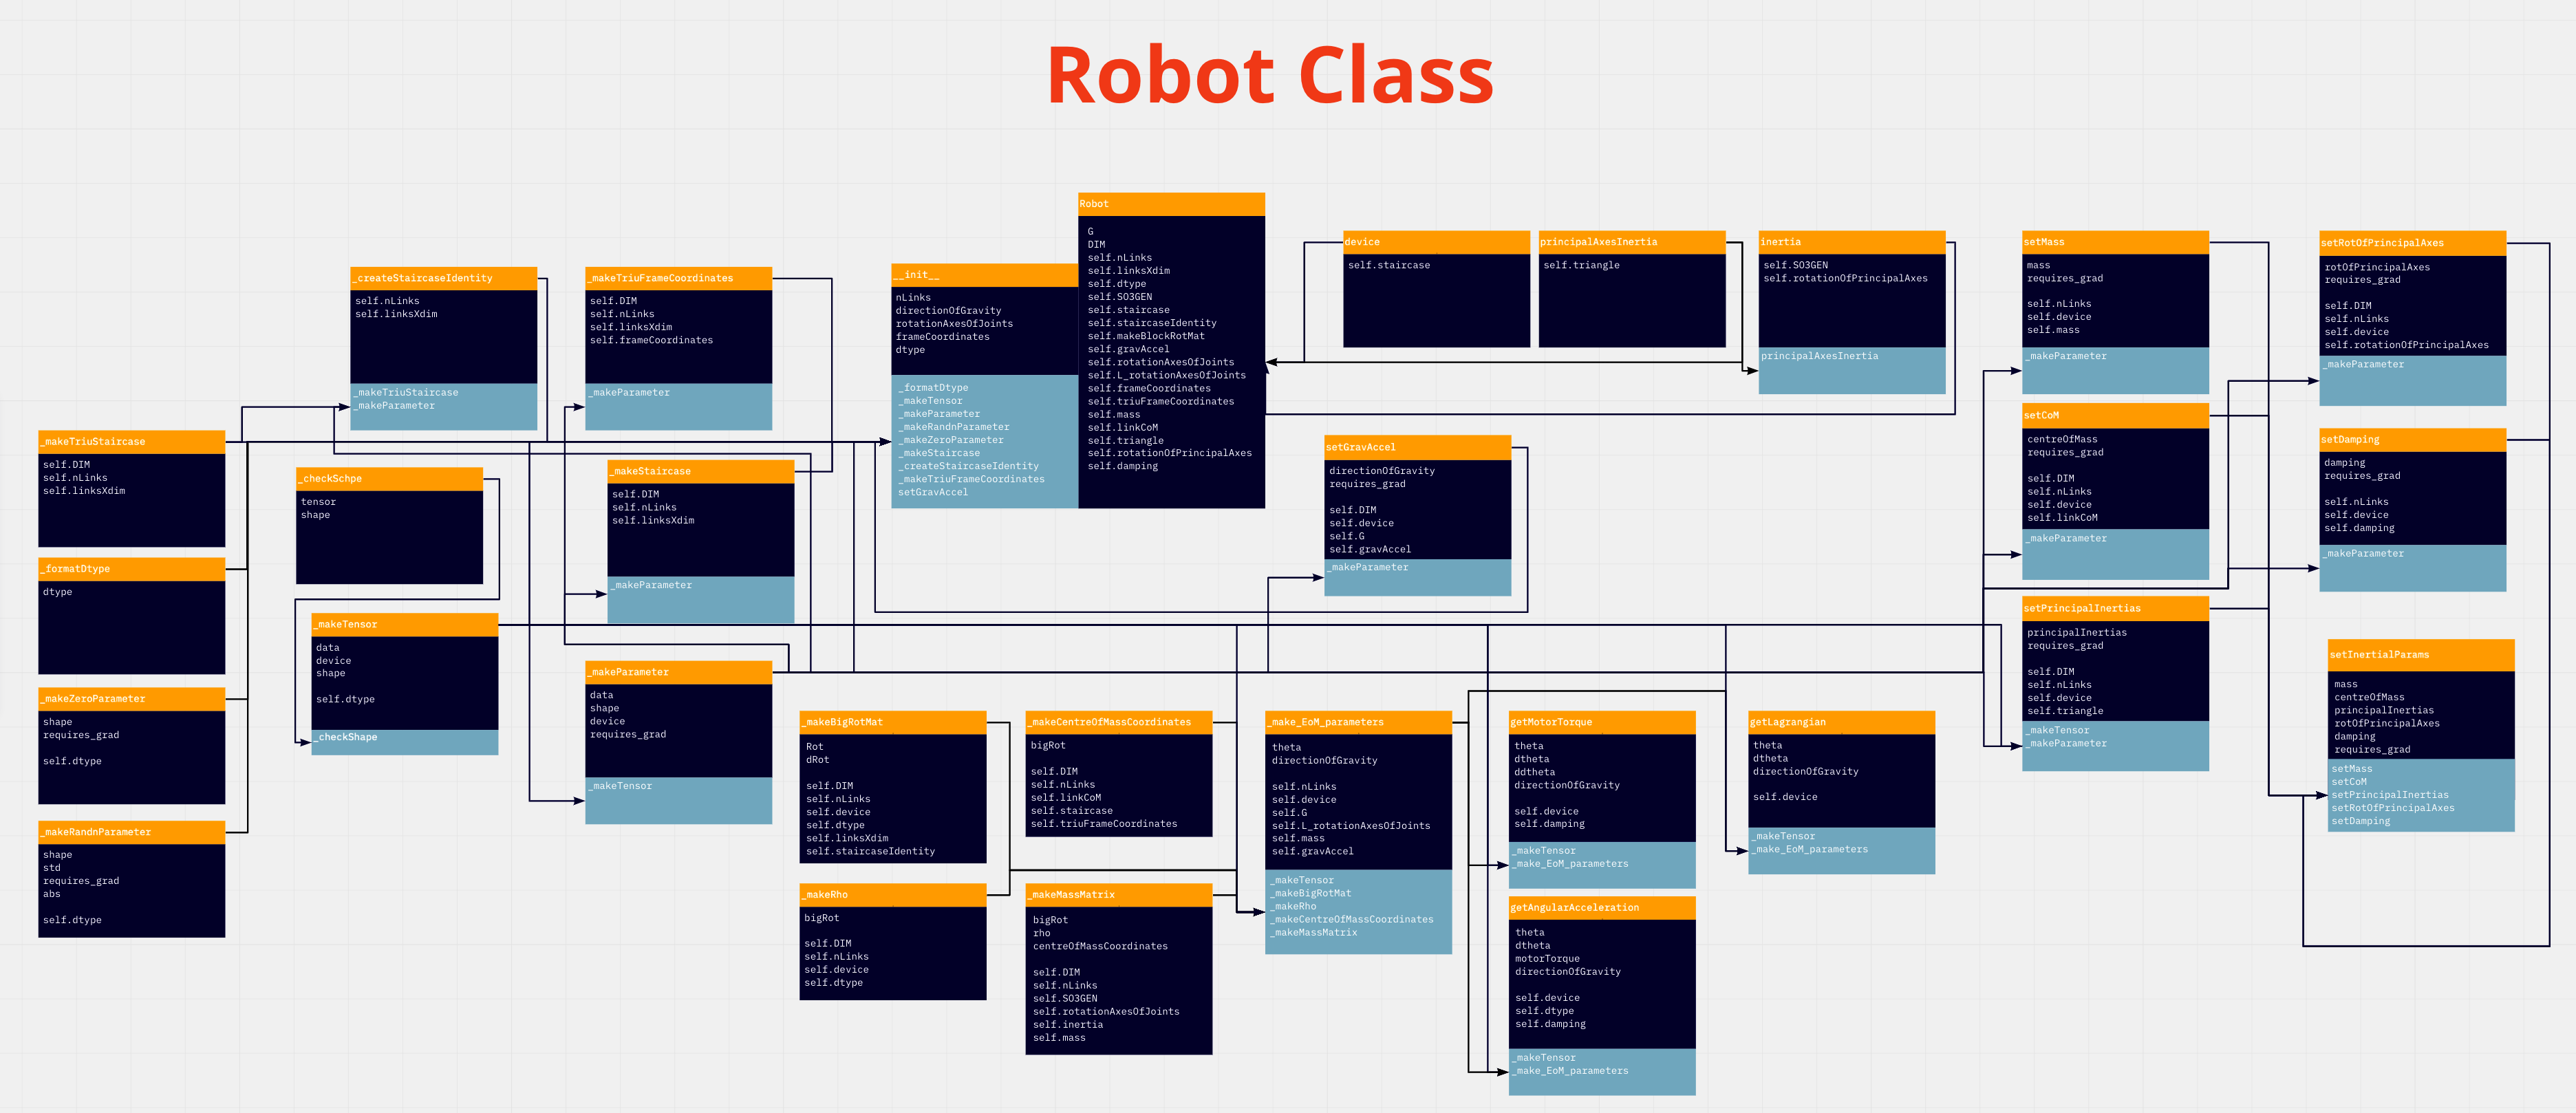 Robot Class
_makeTriuStaircase
self.DIM
self.nLinks
self.linksXdim
_formatDtype
dtype
_makeZeroParameter
shape
requires_grad
self.dtype
_makeRandnParameter
shape
std
requires_grad
abs
self.dtype
_createStaircaseIdentity
self.nLinks
self.linksXdim
_makeTriuStaircase
_makeParameter
_checkSchpe
tensor
shape
_makeTensor
data
device
shape
self.dtype
_checkShape
_makeTriuFrameCoordinates
self.DIM
self.nLinks
self.linksXdim
self.frameCoordinates
_makeParameter
_makeStaircase
self.DIM
self.nLinks
self.linksXdim
_makeParameter
_makeParameter
data
shape
device
requires_grad
_makeTensor
__init__
nLinks
directionOfGravity
rotationAxesOfJoints
frameCoordinates
dtype
_formatDtype
_makeTensor
_makeParameter
_makeRandnParameter
_makeZeroParameter
_makeStaircase
_createStaircaseIdentity
_makeTriuFrameCoordinates
setGravAccel
Robot
G
DIM
self.nLinks
self.linksXdim
self.dtype
self.SO3GEN
self.staircase
self.staircaseIdentity
self.makeBlockRotMat
self.gravAccel
self.rotationAxesOfJoints
self.L_rotationAxesOfJoints
self.frameCoordinates
self.triuFrameCoordinates
self.mass
self.linkCoM
self.triangle
self.rotationOfPrincipalAxes
self.damping
device
self.staircase
principalAxesInertia
self.triangle
inertia
self.SO3GEN
self.rotationOfPrincipalAxes
principalAxesInertia
setGravAccel
directionOfGravity
requires_grad
self.DIM
self.device
self.G
self.gravAccel
_makeParameter
_makeBigRotMat
Rot
dRot
self.DIM
self.nLinks
self.device
self.dtype
self.linksXdim
self.staircaseIdentity
_makeRho
bigRot
self.DIM
self.nLinks
self.device
self.dtype
_makeCentreOfMassCoordinates
bigRot
self.DIM
self.nLinks
self.linkCoM
self.staircase
self.triuFrameCoordinates
_makeMassMatrix
bigRot
rho
centreOfMassCoordinates
self.DIM
self.nLinks
self.SO3GEN
self.rotationAxesOfJoints
self.inertia
self.mass
_make_EoM_parameters
theta
directionOfGravity
self.nLinks
self.device
self.G
self.L_rotationAxesOfJoints
self.mass
self.gravAccel
_makeTensor
_makeBigRotMat
_makeRho
_makeCentreOfMassCoordinates
_makeMassMatrix
getMotorTorque
theta
dtheta
ddtheta
directionOfGravity
self.device
self.damping
_makeTensor
_make_EoM_parameters
getAngularAcceleration
theta
dtheta
motorTorque
directionOfGravity
self.device
self.dtype
self.damping
_makeTensor
_make_EoM_parameters
getLagrangian
theta
dtheta
directionOfGravity
self.device
_makeTensor
_make_EoM_parameters
setMass
mass
requires_grad
self.nLinks
self.device
self.mass
_makeParameter
setCoM
centreOfMass
requires_grad
self.DIM
self.nLinks
self.device
self.linkCoM
_makeParameter
setPrincipalInertias
principalInertias
requires_grad
self.DIM
self.nLinks
self.device
self.triangle
_makeTensor
_makeParameter
setRotOfPrincipalAxes
rotOfPrincipalAxes
requires_grad
self.DIM
self.nLinks
self.device
self.rotationOfPrincipalAxes
_makeParameter
setDamping
damping
requires_grad
self.nLinks
self.device
self.damping
_makeParameter
setInertialParams
mass
centreOfMass
principalInertias
rotOfPrincipalAxes
damping
requires_grad
setMass
setCoM
setPrincipalInertias
setRotOfPrincipalAxes
setDamping